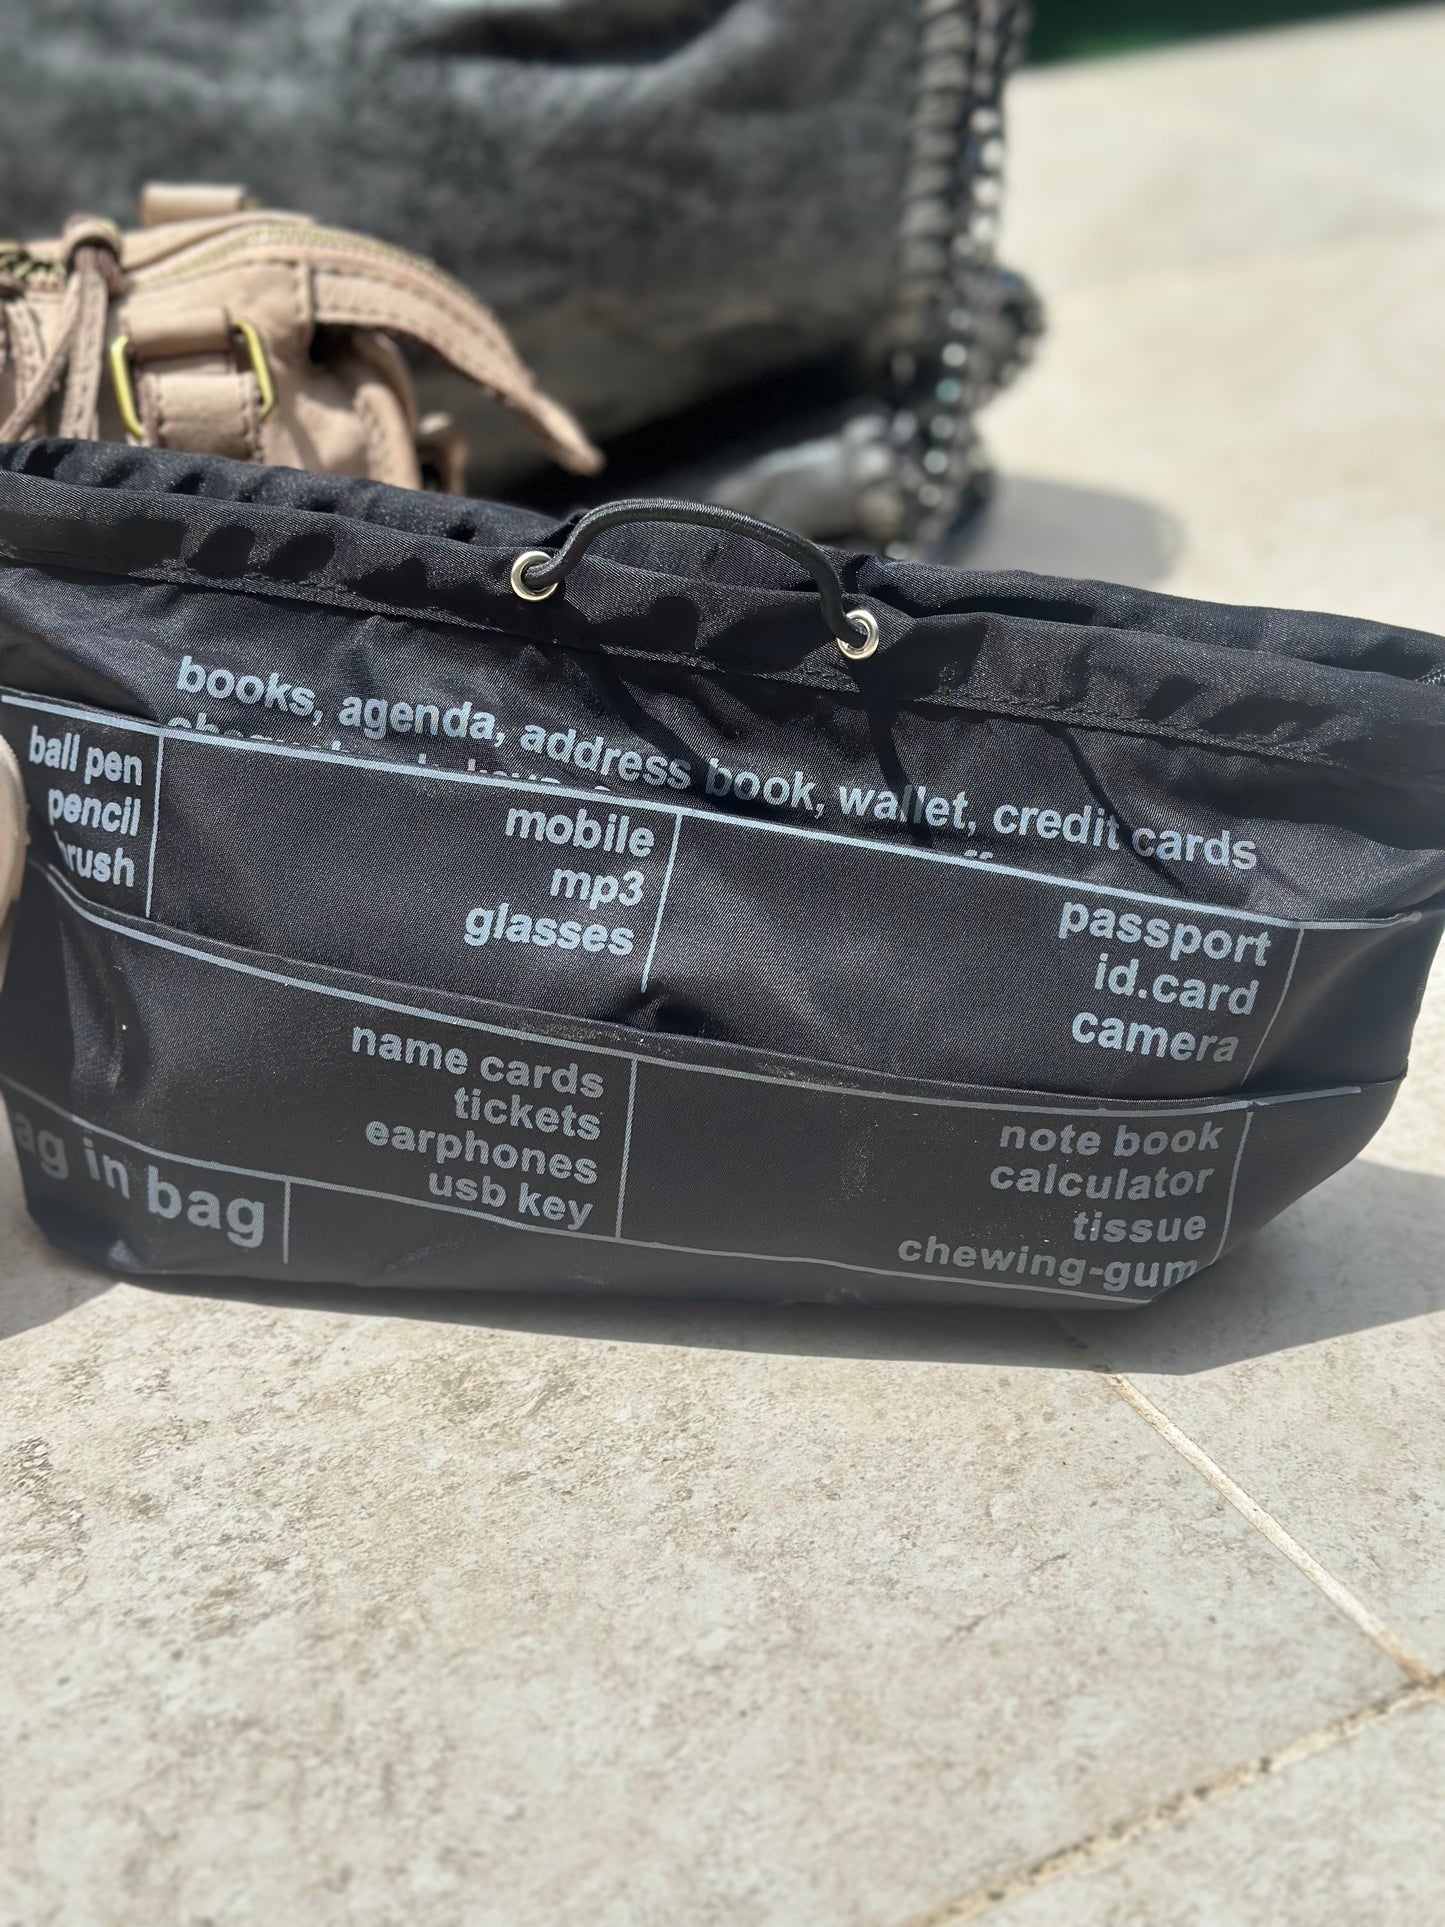 books, agenda, address book, wallet, credit cards
ball pen
pencil
brush
mobile
mp3
glasses
passport
id.card
camera
name cards
tickets
earphones
usb key
note book
calculator
tissue
chewing-gum
ag in bag